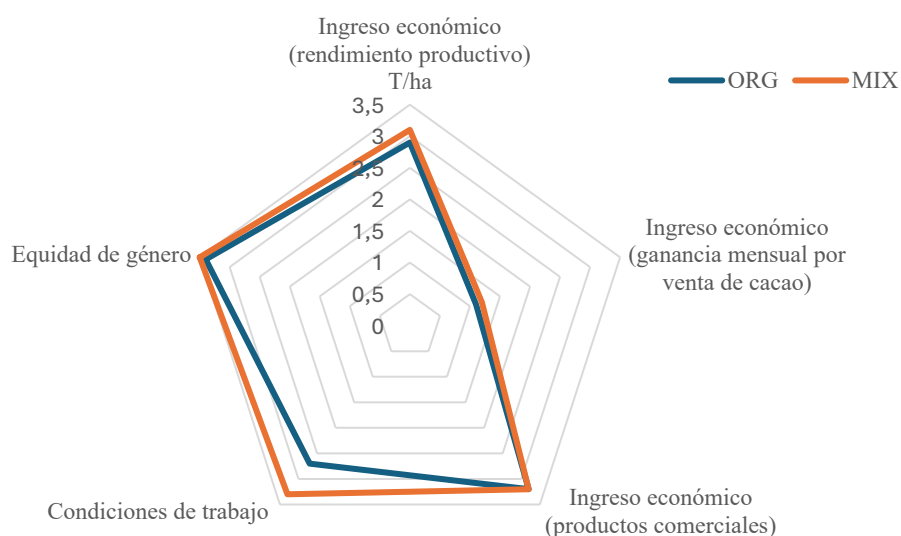 Ingreso económico
(rendimiento productivo)
T/ha
ORG
MIX
3,5
3
2,5
2
1,5
1
0,5
0
Ingreso económico
(ganancia mensual por
venta de cacao)
Equidad de género
Condiciones de trabajo
Ingreso económico
(productos comerciales)